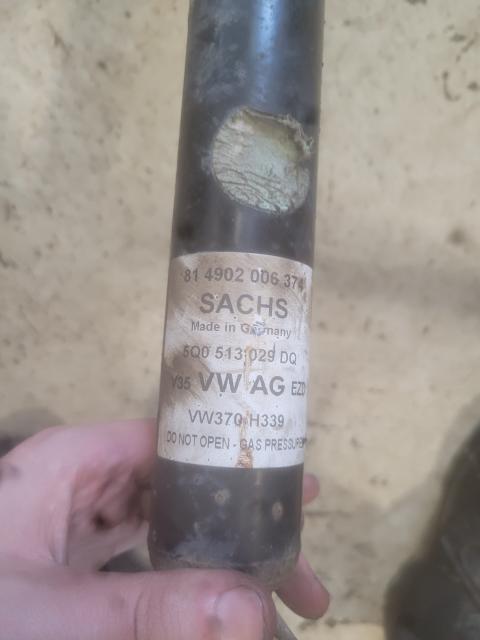 81 4902 006 374
SACHS
Made in Germany
5Q0 513 029 DQ
Y35 VW AG EZD
VW370 H339
DO NOT OPEN - GAS PRESSURE